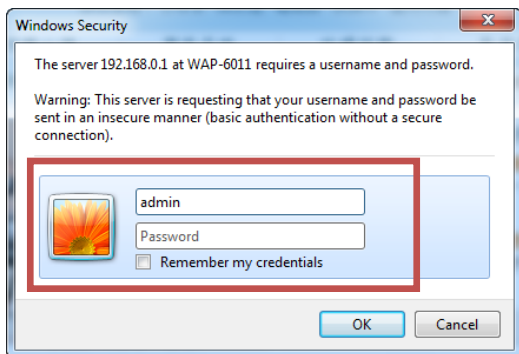 Windows Security
The server 192.168.0.1 at WAP-6011 requires a username and password.
Warning: This server is requesting that your username and password be
sent in an insecure manner (basic authentication without a secure
connection).
admin
Password
Remember my credentials
OK
Cancel